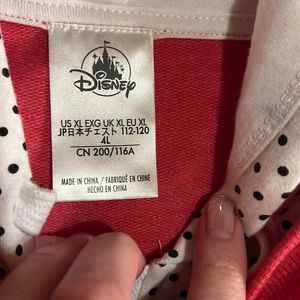 Disney
US XL EXG UK XL EU XL
JP日本チェスト 112-120
4L
CN 200/116A
MADE IN CHINA / FABRIQUÉ EN CHINE
HECHO EN CHINA